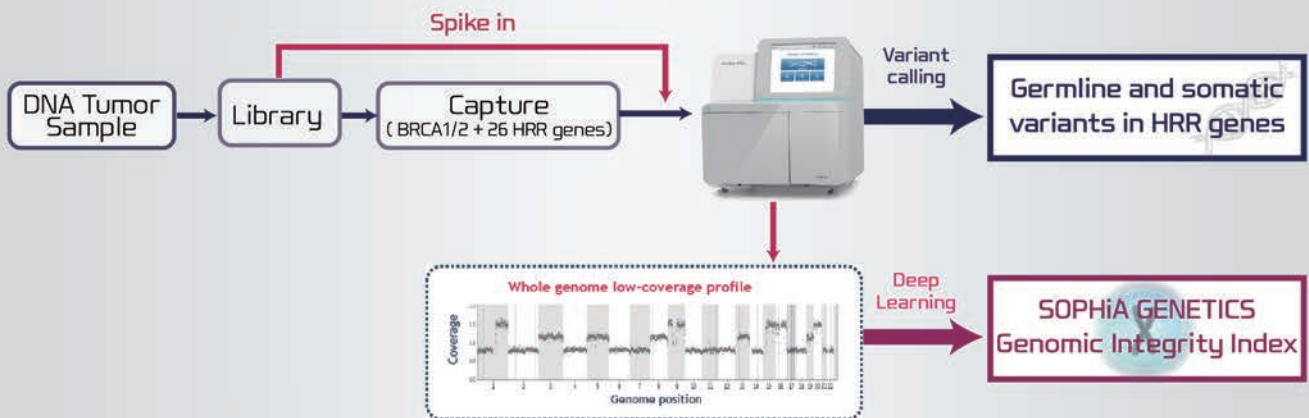 Spike in
DNA Tumor
Sample
Library
Capture
( BRCA1/2 + 26 HRR genes)
Variant
calling
Germline and somatic
variants in HRR genes
Whole genome low-coverage profile
Coverage
Genome position
Deep
Learning
SOPHiA GENETICS
Genomic Integrity Index